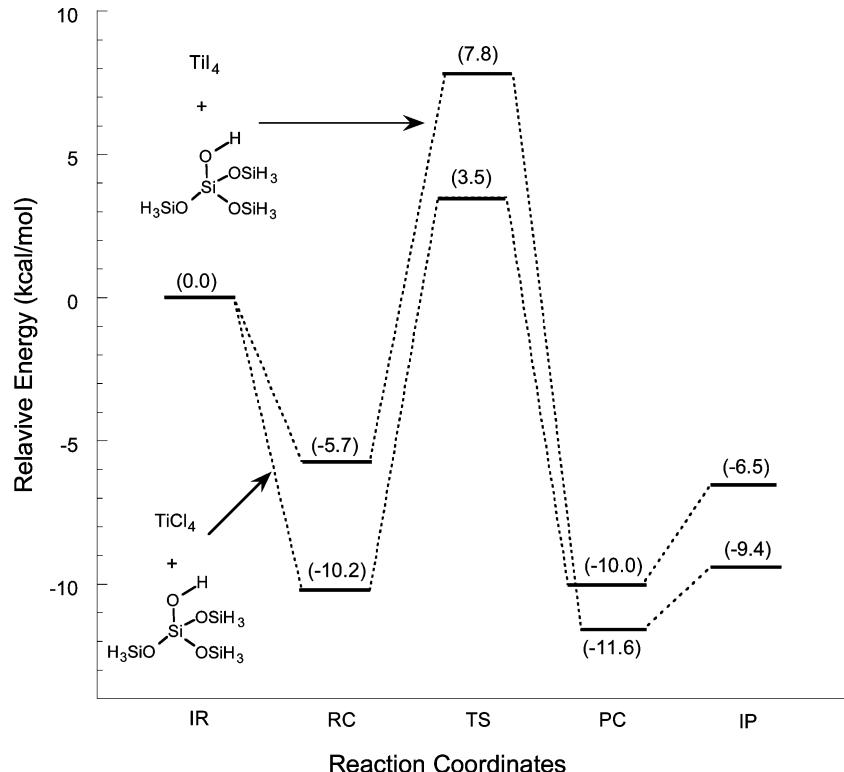 10
(7.8)
TiI4
+
H
O
5
OSiH3
(3.5)
Si
H3SiO
OSiH3
Relavive Energy (kcal/mol)
(0.0)
0
(-5.7)
-5
(-6.5)
TiCl4
(-9.4)
+
(-10.2)
(-10.0)
-10
H
O
OSiH3
Si
(-11.6)
H3SiO
OSiH3
IR RC TS PC IP
Reaction Coordinates